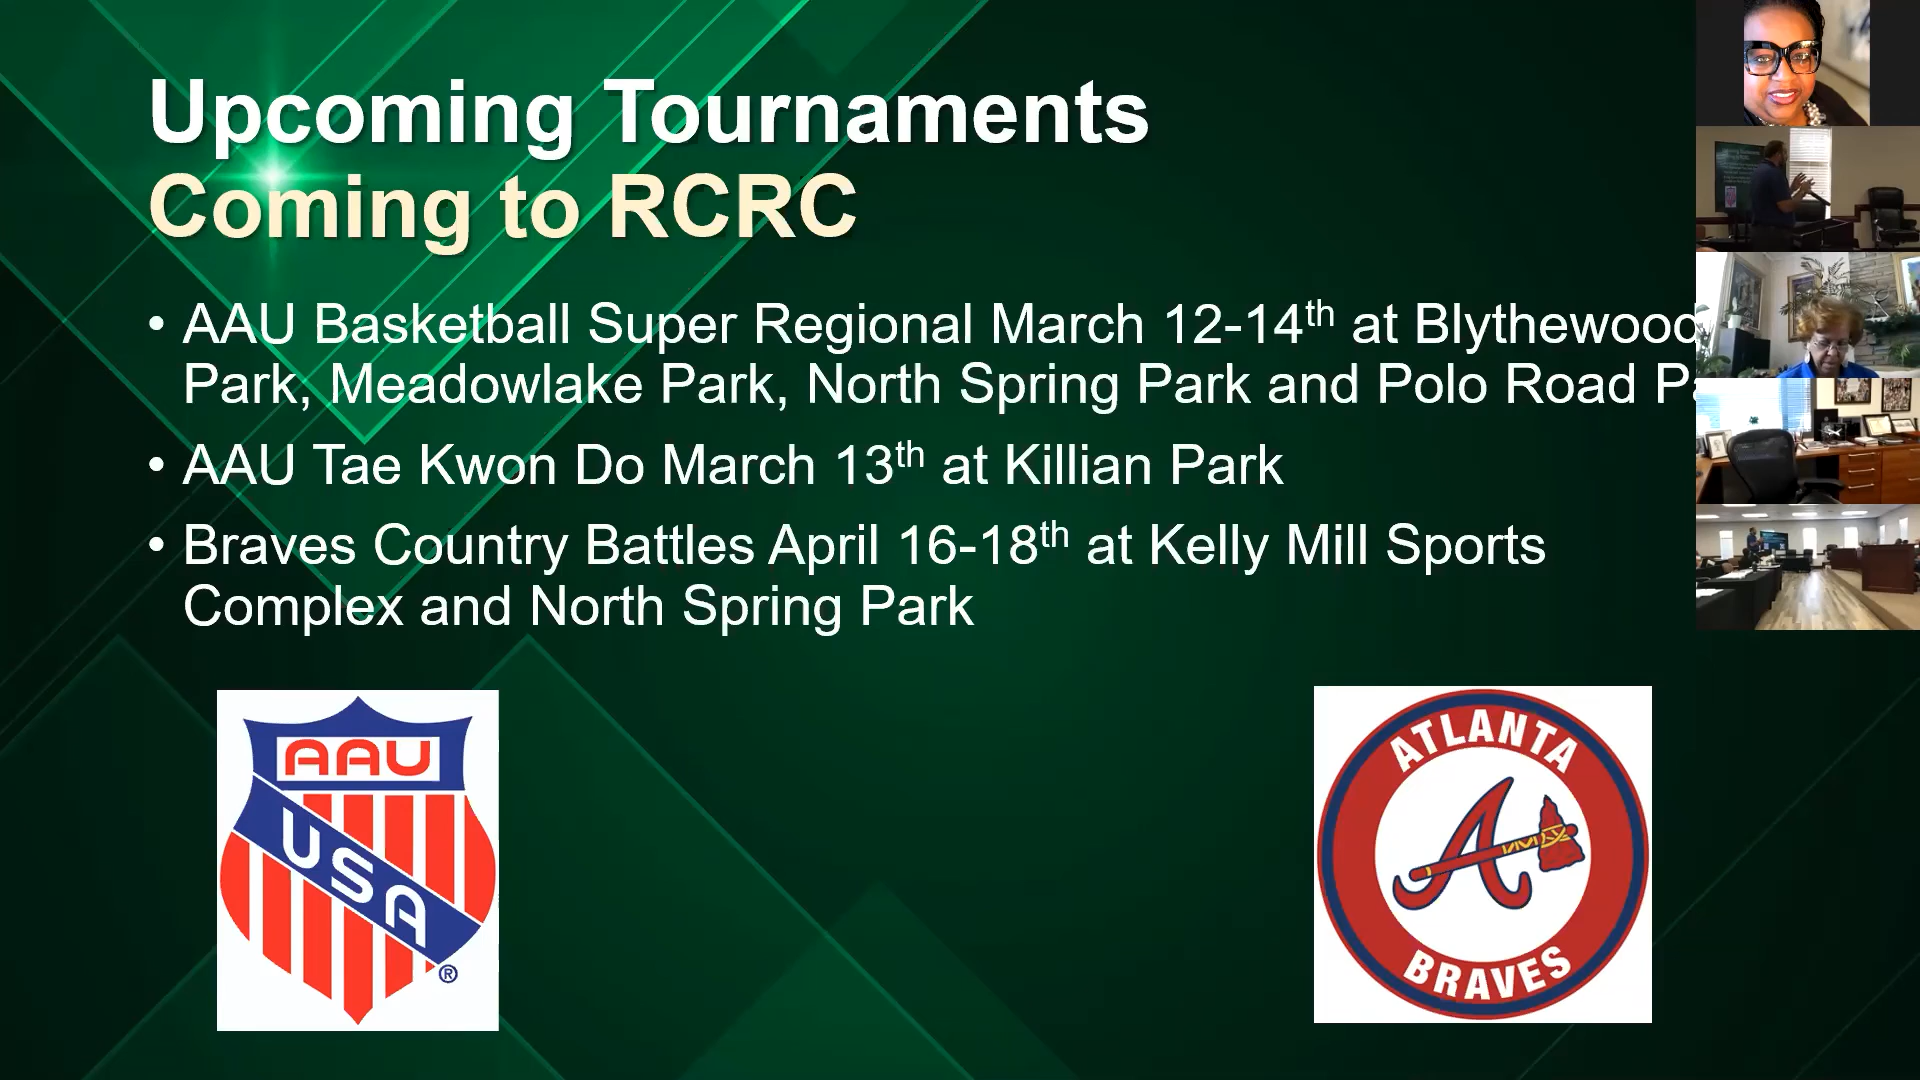 Upcoming Tournaments
Coming to RCRC
• AAU Basketball Super Regional March 12-14th at Blythewood
Park, Meadowlake Park, North Spring Park and Polo Road
• AAU Tae Kwon Do March 13th at Killian Park
• Braves Country Battles April 16-18th at Kelly Mill Sports
Complex and North Spring Park
AAU
USA
®
ATLANTA
BRAVES